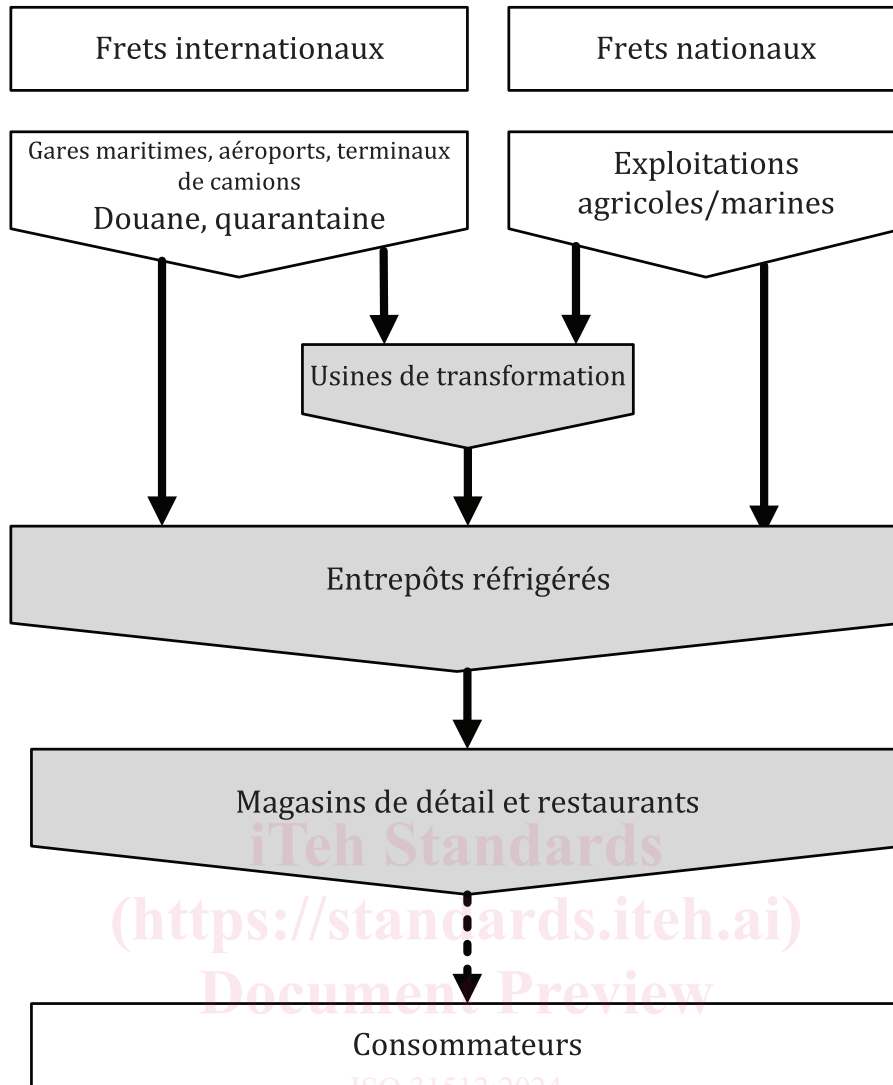 Frets internationaux
Frets nationaux
Gares maritimes, aéroports, terminaux
de camions
Douane, quarantaine
Exploitations
agricoles/marines
Usines de transformation
Entrepôts réfrigérés
Magasins de détail et restaurants
iTeh Standards
(https://standards.iteh.ai)
Document Preview
Consommateurs
ISO 31512:2024